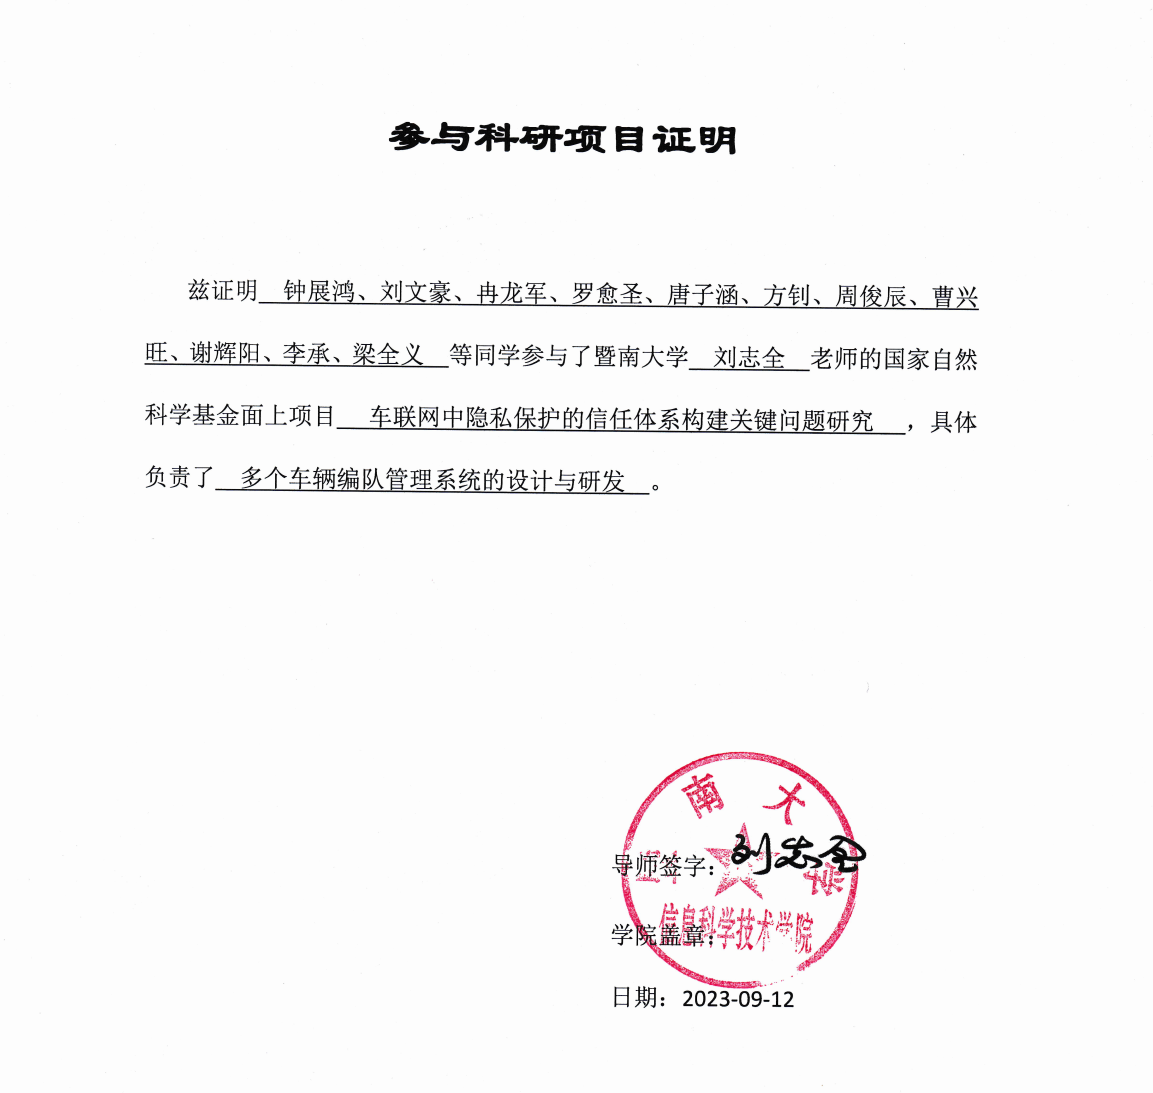 参与科研项目证明
兹证明 钟展鸿、刘文豪、冉龙军、罗愈圣、唐子涵、方钊、周俊辰、曹兴
旺、谢辉阳、李承、梁全义 等同学参与了暨南大学 刘志全 老师的国家自然
科学基金面上项目 车联网中隐私保护的信任体系构建关键问题研究 ，具体
负责了 多个车辆编队管理系统的设计与研发 。
南大学
导师签字：刘志全
信息科学技术学院
学院盖章：
日期：2023-09-12